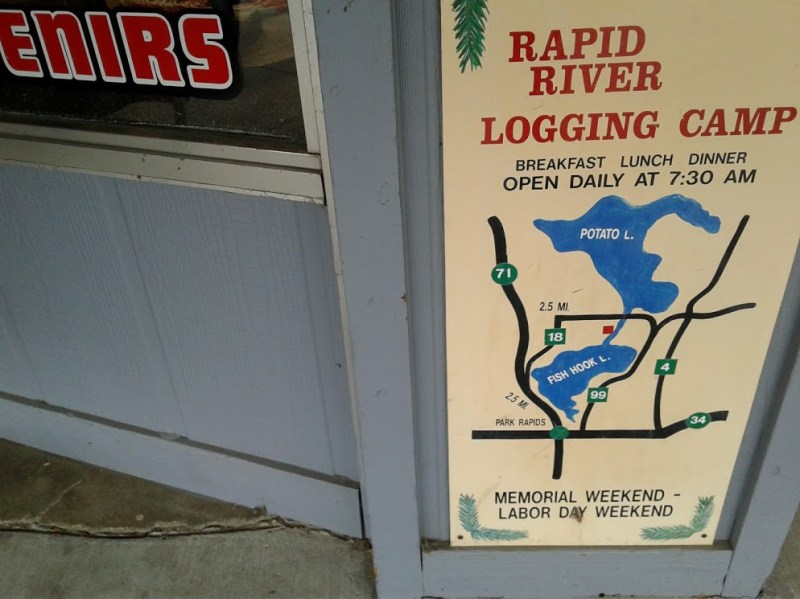 ENIRS
RAPID
RIVER
LOGGING CAMP
BREAKFAST LUNCH DINNER
OPEN DAILY AT 7:30 AM
POTATO L.
71
2.5 MI.
18
FISH HOOK L.
4
2.5 MI.
99
PARK RAPIDS
34
MEMORIAL WEEKEND -
LABOR DAY WEEKEND